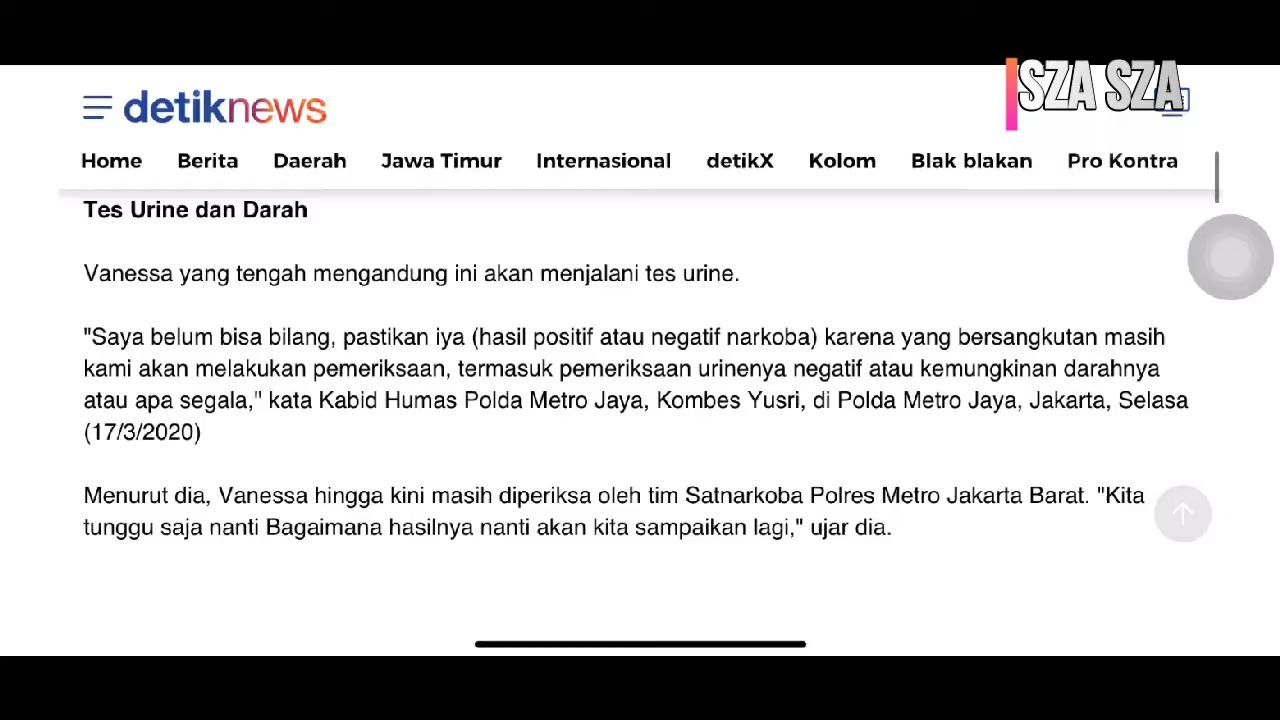 SZA SZA
detiknews
Home Berita Daerah Jawa Timur Internasional detikX Kolom Blak blakan Pro Kontra
Tes Urine dan Darah
Vanessa yang tengah mengandung ini akan menjalani tes urine.
"Saya belum bisa bilang, pastikan iya (hasil positif atau negatif narkoba) karena yang bersangkutan masih
kami akan melakukan pemeriksaan, termasuk pemeriksaan urinenya negatif atau kemungkinan darahnya
atau apa segala," kata Kabid Humas Polda Metro Jaya, Kombes Yusri, di Polda Metro Jaya, Jakarta, Selasa
(17/3/2020)
Menurut dia, Vanessa hingga kini masih diperiksa oleh tim Satnarkoba Polres Metro Jakarta Barat. "Kita
tunggu saja nanti Bagaimana hasilnya nanti akan kita sampaikan lagi," ujar dia.